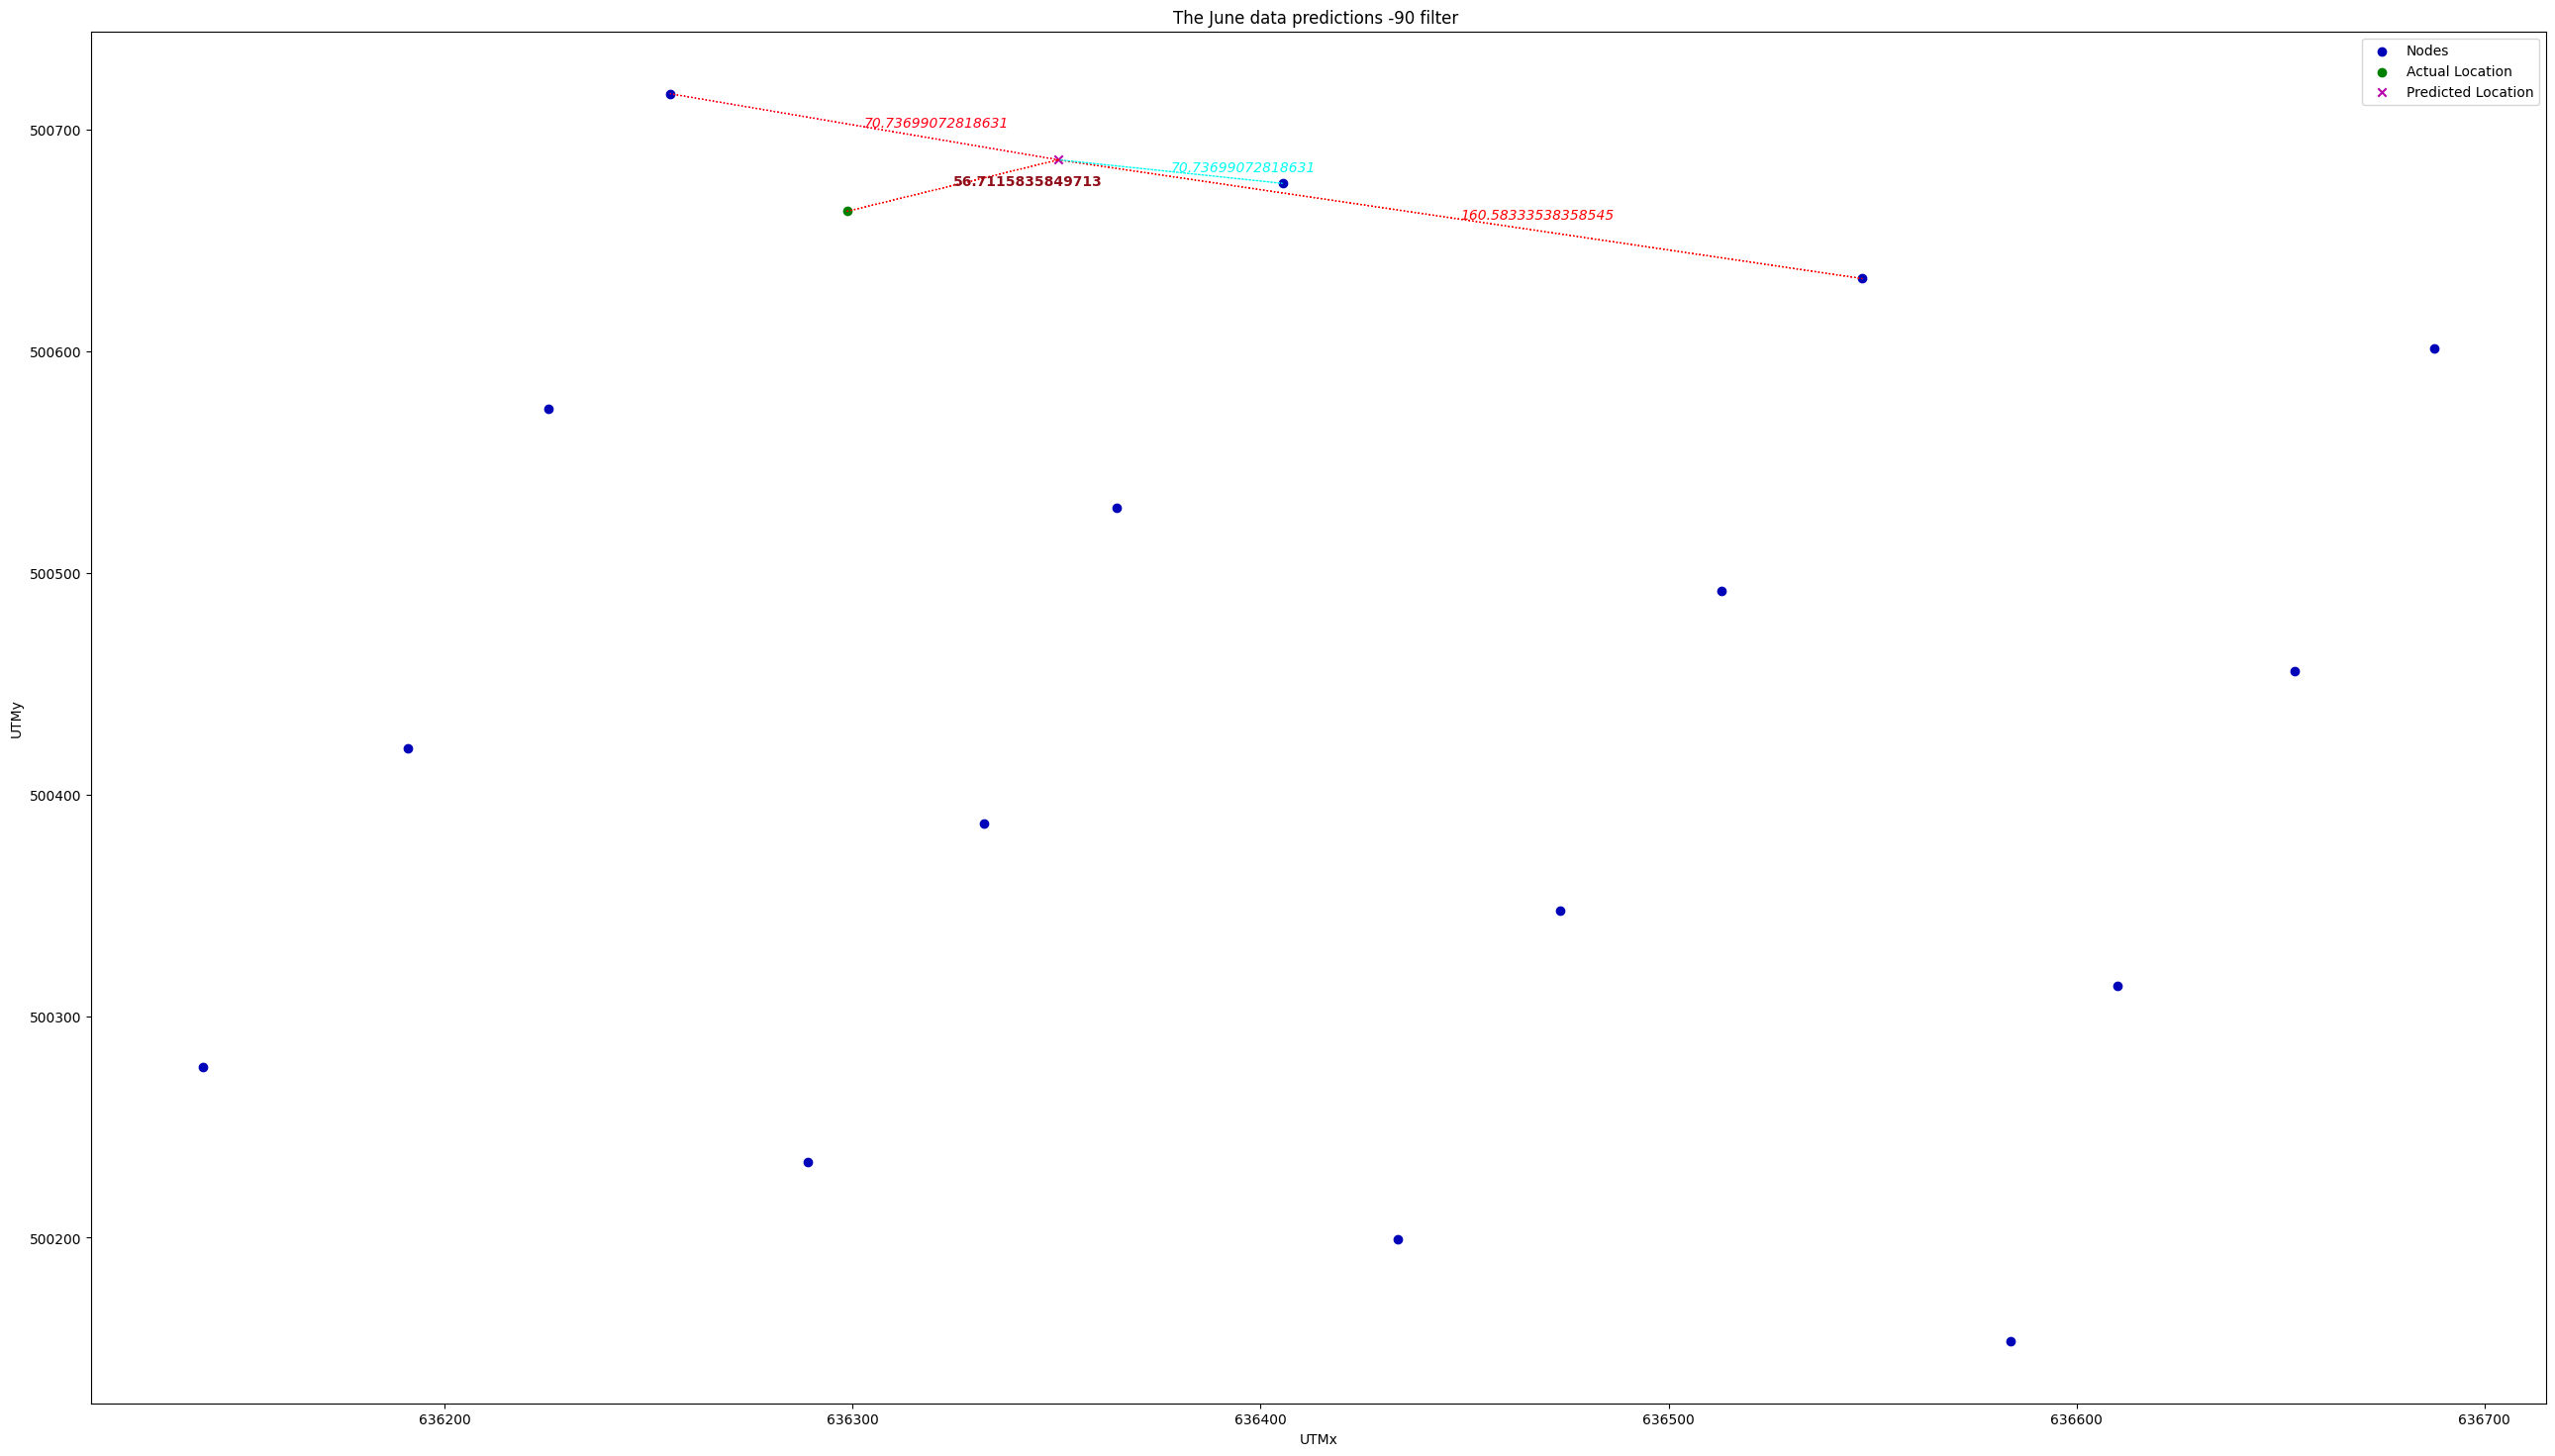 The June data predictions -90 filter
Nodes
Actual Location
Predicted Location
70.73699072818631
70.73699072818631
56.7115835849713
160.58333538358545
500700
500600
500500
500400
500300
500200
UTMy
636200
636300
636400
636500
636600
636700
UTMx